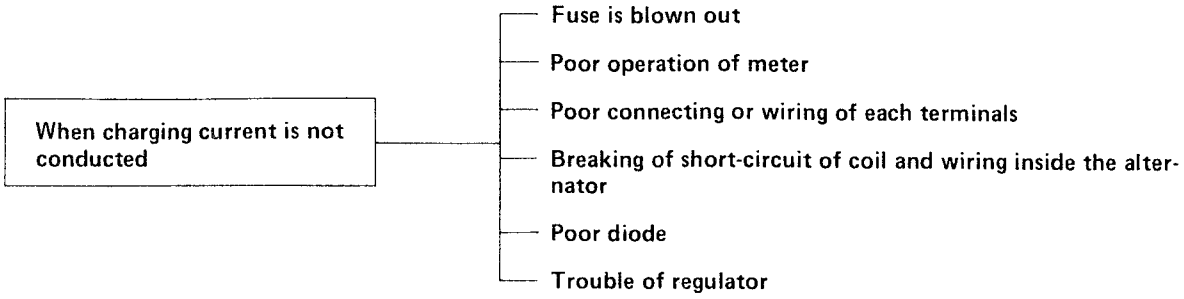 Fuse is blown out
Poor operation of meter
When charging current is not
conducted
Poor connecting or wiring of each terminals
Breaking of short-circuit of coil and wiring inside the alter-
nator
Poor diode
Trouble of regulator